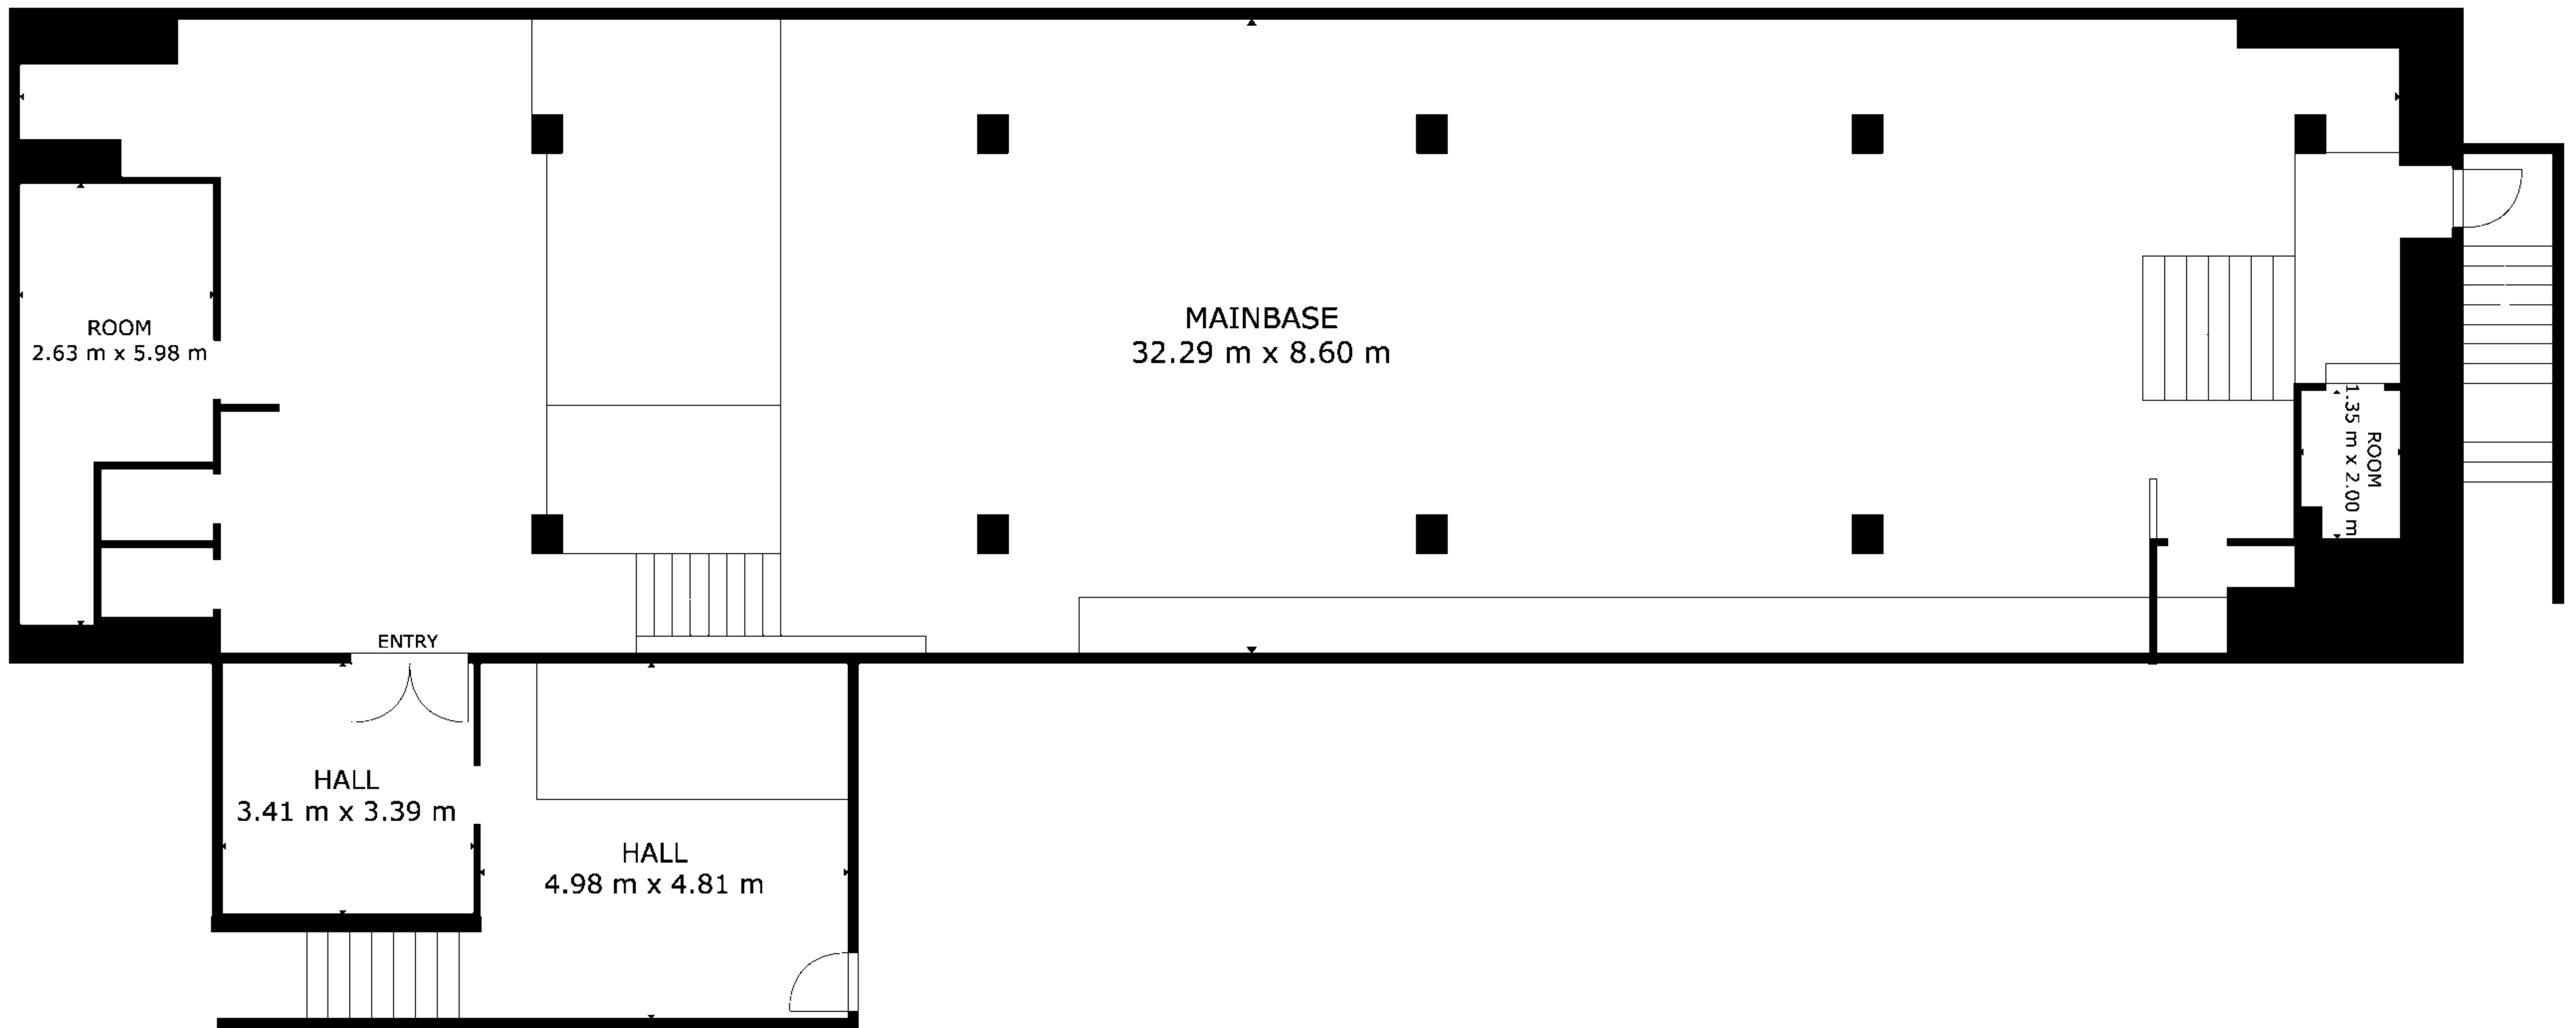 MAINBASE
32.29 m x 8.60 m
ROOM
2.63 m x 5.98 m
ROOM
1.35 m x 2.00 m
ENTRY
HALL
3.41 m x 3.39 m
HALL
4.98 m x 4.81 m